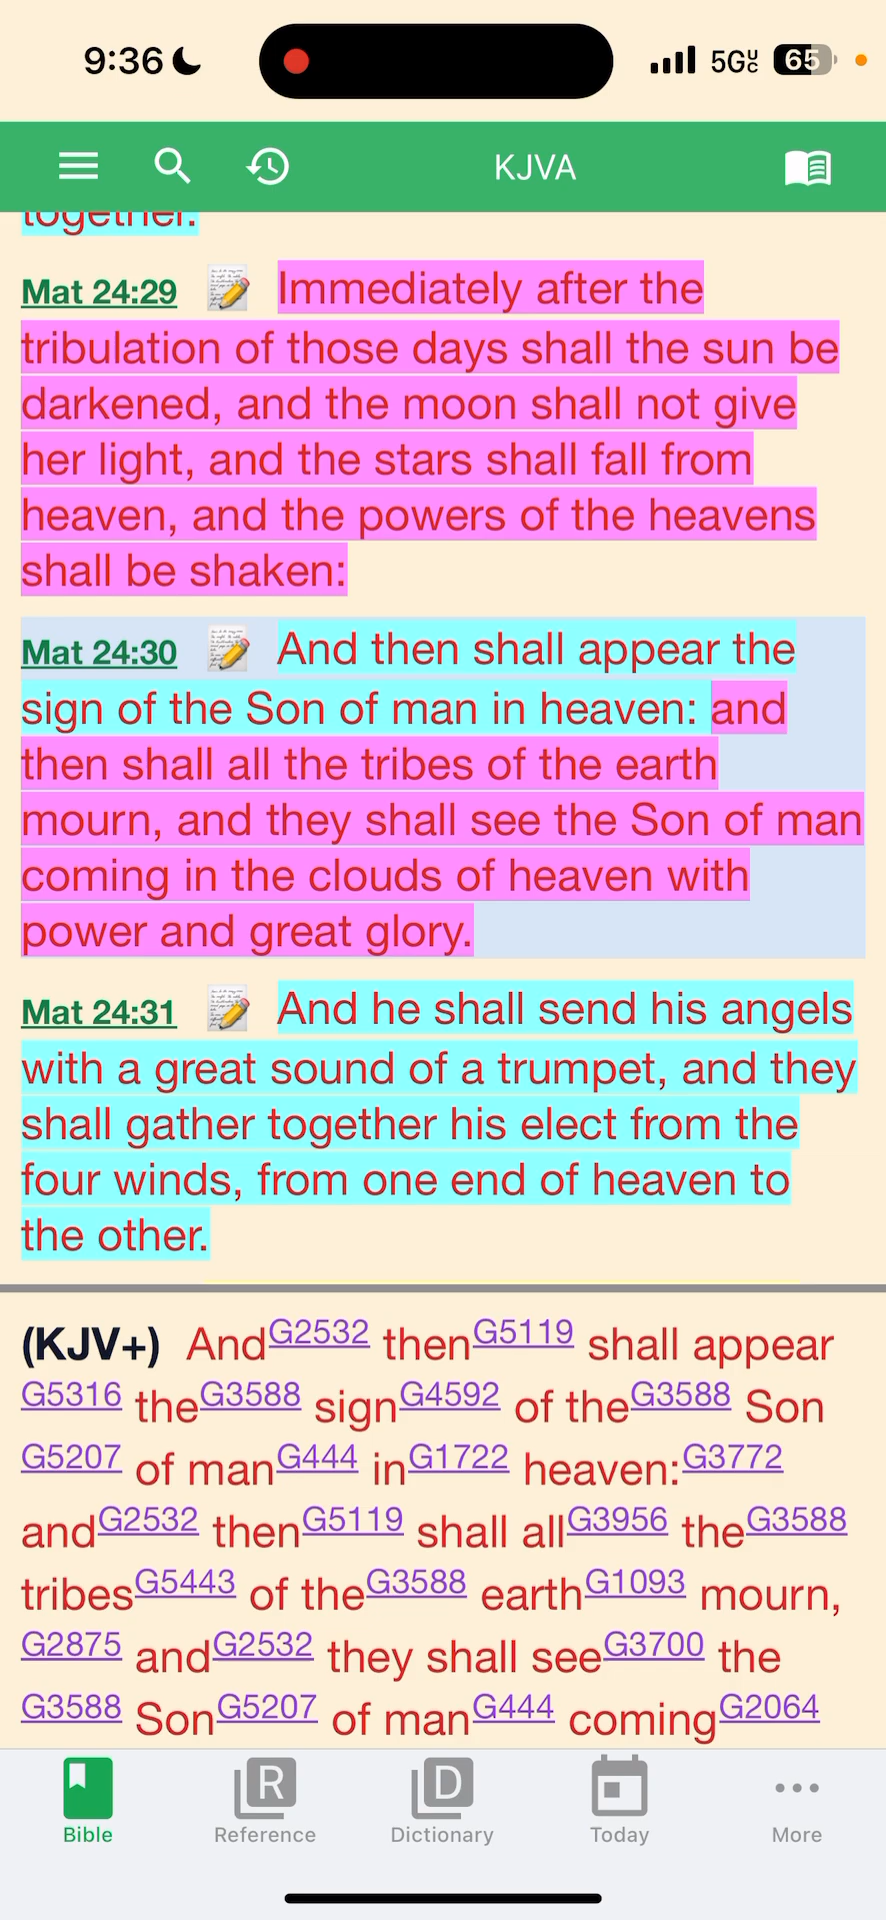 9:36
5GUC 65
KJVA
together.
Mat 24:29 Immediately after the
tribulation of those days shall the sun be
darkened, and the moon shall not give
her light, and the stars shall fall from
heaven, and the powers of the heavens
shall be shaken:
Mat 24:30 And then shall appear the
sign of the Son of man in heaven: and
then shall all the tribes of the earth
mourn, and they shall see the Son of man
coming in the clouds of heaven with
power and great glory.
Mat 24:31 And he shall send his angels
with a great sound of a trumpet, and they
shall gather together his elect from the
four winds, from one end of heaven to
the other.
(KJV+) AndG2532 thenG5119 shall appear
G5316 theG3588 signG4592 of theG3588 Son
G5207 of manG444 inG1722 heaven:G3772
andG2532 thenG5119 shall allG3956 theG3588
tribesG5443 of theG3588 earthG1093 mourn,
G2875 andG2532 they shall seeG3700 the
G3588 SonG5207 of manG444 comingG2064
R D
Bible Reference Dictionary Today More